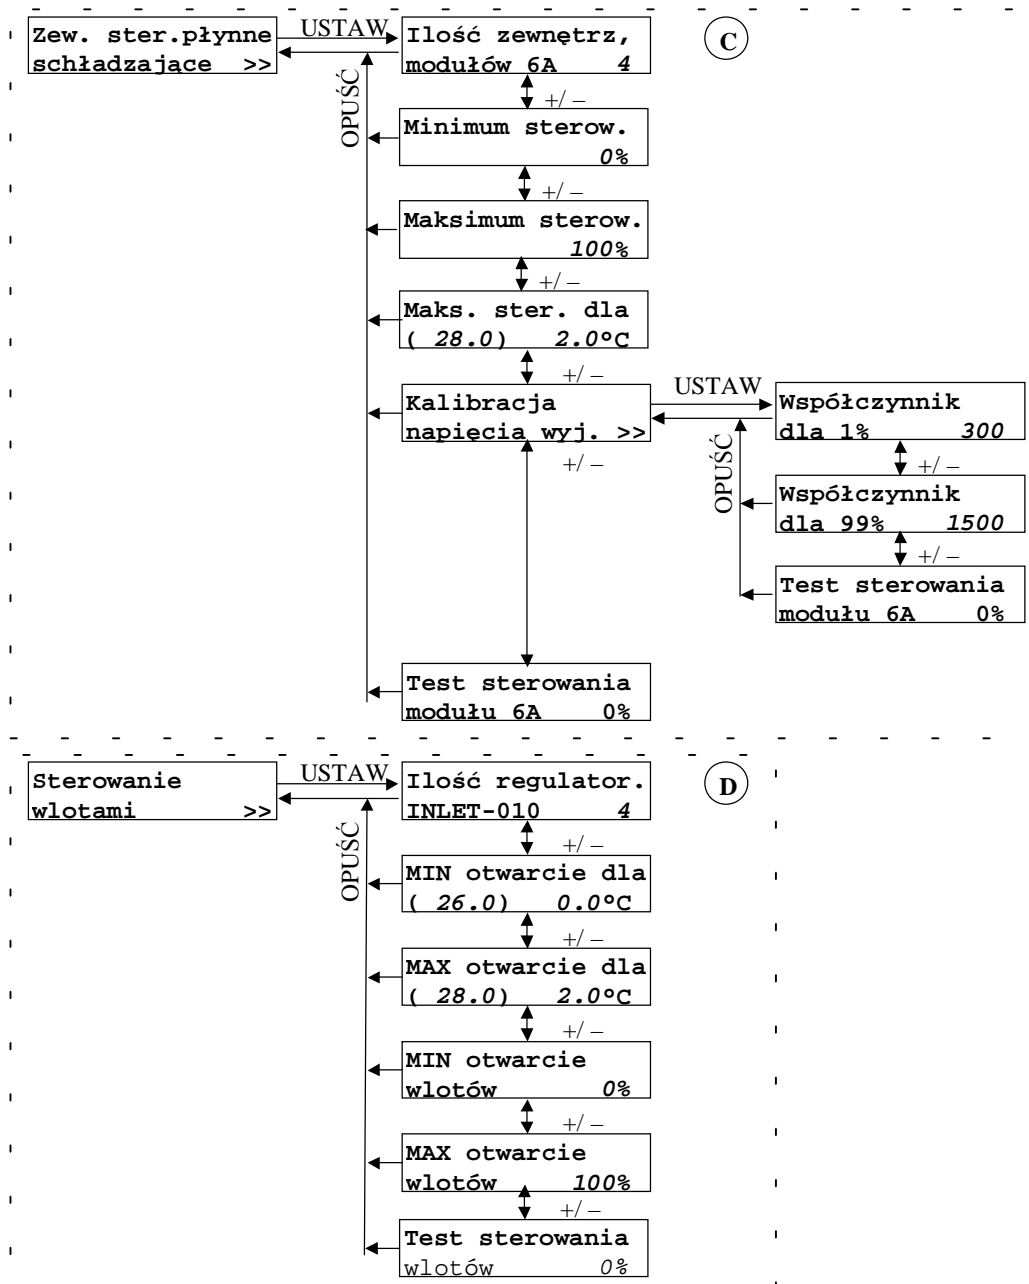 Zew. ster.płynne
schładzające >>
USTAW
OPUŚĆ
Ilość zewnętrz,
modułów 6A 4
C
+/ –
Minimum sterow.
0%
+/ –
Maksimum sterow.
100%
+/ –
Maks. ster. dla
( 28.0) 2.0°C
+/ –
Kalibracja
napięcia wyj. >>
+/ –
USTAW
OPUŚĆ
Współczynnik
dla 1% 300
+/ –
Współczynnik
dla 99% 1500
+/ –
Test sterowania
modułu 6A 0%
Test sterowania
modułu 6A 0%
Sterowanie
wlotami >>
USTAW
OPUŚĆ
Ilość regulator.
INLET-010 4
D
+/ –
MIN otwarcie dla
( 26.0) 0.0°C
+/ –
MAX otwarcie dla
( 28.0) 2.0°C
+/ –
MIN otwarcie
wlotów 0%
+/ –
MAX otwarcie
wlotów 100%
+/ –
Test sterowania
wlotów 0%